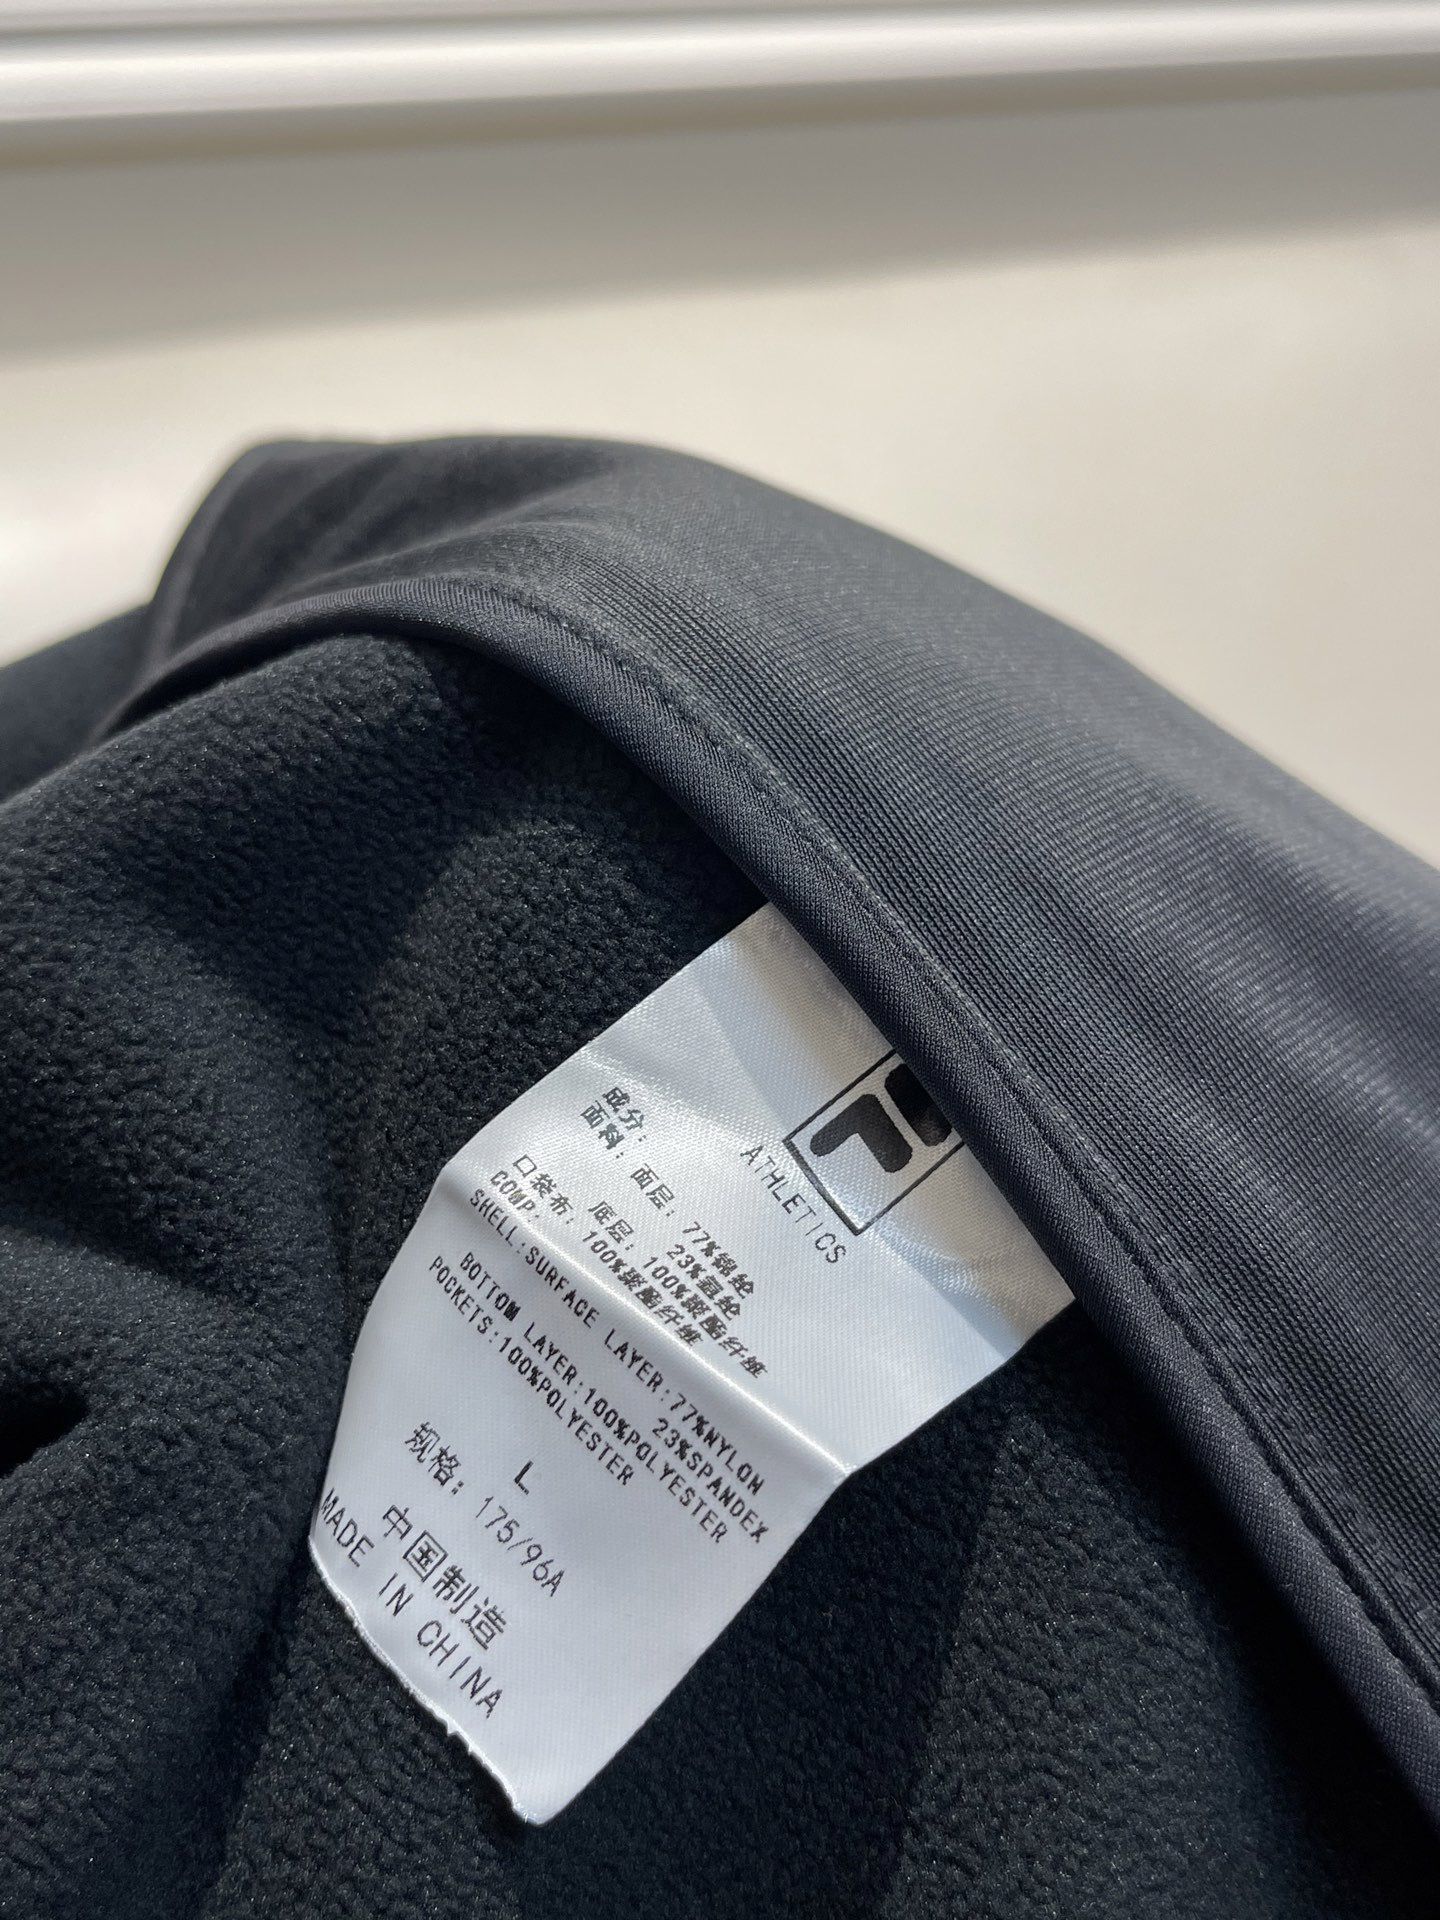 ATHLETICS
成分:
面料: 面层: 77%锦纶
23%氨纶
底层: 100%聚酯纤维
口袋布: 100%聚酯纤维
COMP.
SHELL:SURFACE LAYER:77%NYLON
23%SPANDEX
BOTTOM LAYER:100%POLYESTER
POCKETS:100%POLYESTER
L
规格: 175/96A
中国制造
MADE IN CHINA